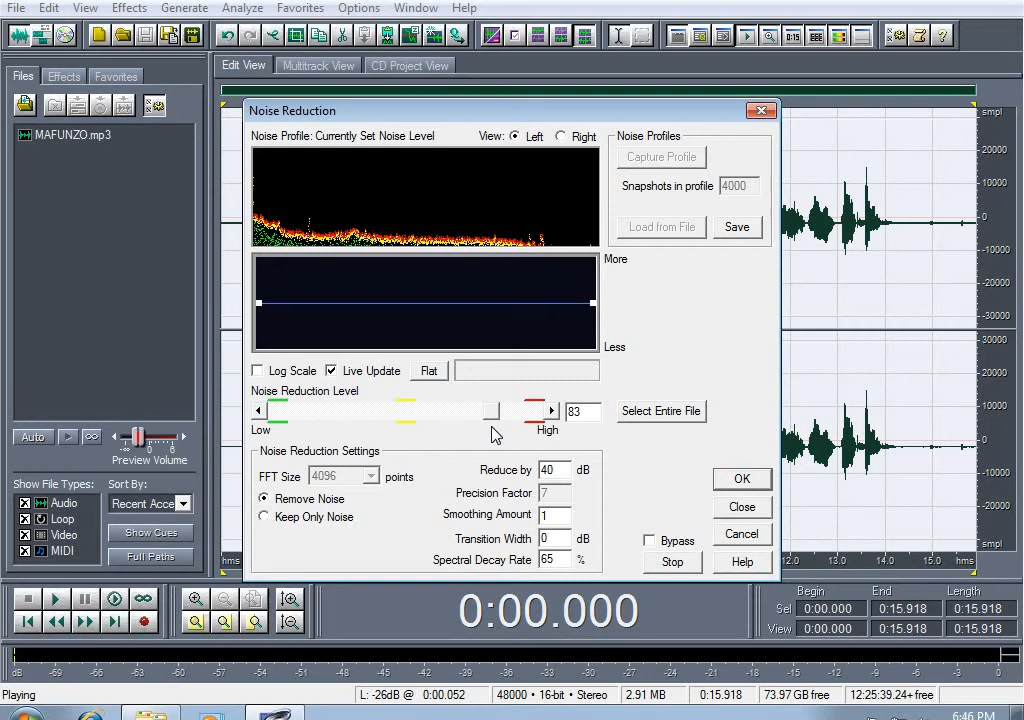 File Edit View Effects Generate Analyze Favorites Options Window Help
Files Effects Favorites
Edit View Multitrack View CD Project View
MAFUNZO.mp3
Auto
-∞ 0 6
Preview Volume
Show File Types: Sort By:
Audio
Loop
Video
MIDI
Recent Acce
Show Cues
Full Paths
Noise Reduction
Noise Profile: Currently Set Noise Level View: Left Right
Noise Profiles
Capture Profile
Snapshots in profile 4000
Load from File Save
More
Less
Log Scale Live Update Flat
Noise Reduction Level
83 Select Entire File
Low High
Noise Reduction Settings
FFT Size 4096 points
Remove Noise
Keep Only Noise
Reduce by 40 dB
Precision Factor 7
Smoothing Amount 1
Transition Width 0 dB
Spectral Decay Rate 65 %
OK
Close
Cancel
Bypass
Stop Help
smpl
20000
10000
0
-10000
-20000
-30000
30000
20000
10000
0
-10000
-20000
smpl
hms 12.0 13.0 14.0 15.0 hms
0:00.000
Begin End Length
Sel 0:00.000 0:15.918 0:15.918
View 0:00.000 0:15.918 0:15.918
dB -69 -66 -63 -60 -57 -54 -51 -48 -45 -42 -39 -36 -33 -30 -27 -24 -21 -18 -15 -12 -9 -6 -3 0
Playing L: -26dB @ 0:00.052 48000 • 16-bit • Stereo 2.91 MB 0:15.918 73.97 GB free 12:25:39.24+ free
6:46 PM